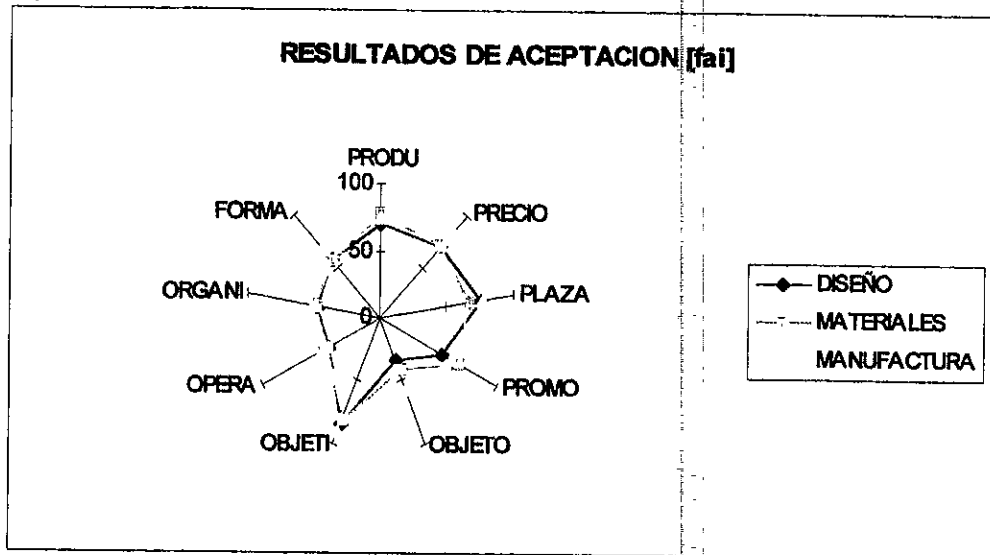 RESULTADOS DE ACEPTACION [fai]
PRODU
100
FORMA
PRECIO
50
ORGANI
PLAZA
0
OPERA
PROMO
OBJETI
OBJETO
DISEÑO
MATERIALES
MANUFACTURA